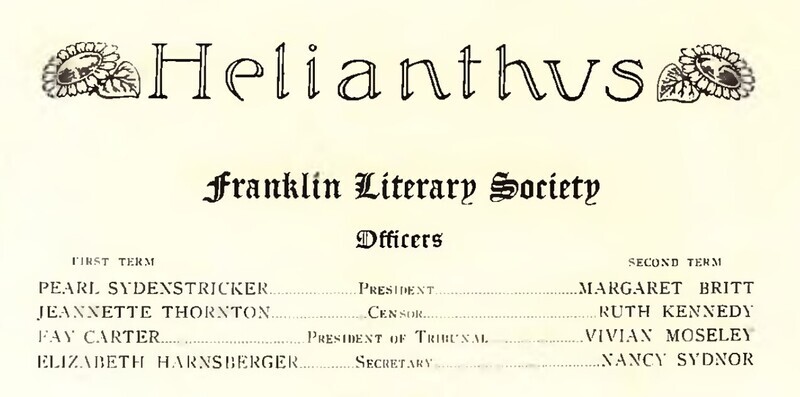 Helianthvs
Franklin Literary Society
Officers
FIRST TERM SECOND TERM
PEARL SYDENSTRICKER President MARGARET BRITT
JEANNETTE THORNTON Censor RUTH KENNEDY
FAY CARTER President of Tribunal VIVIAN MOSELEY
ELIZABETH HARNSBERGER Secretary NANCY SYDNOR